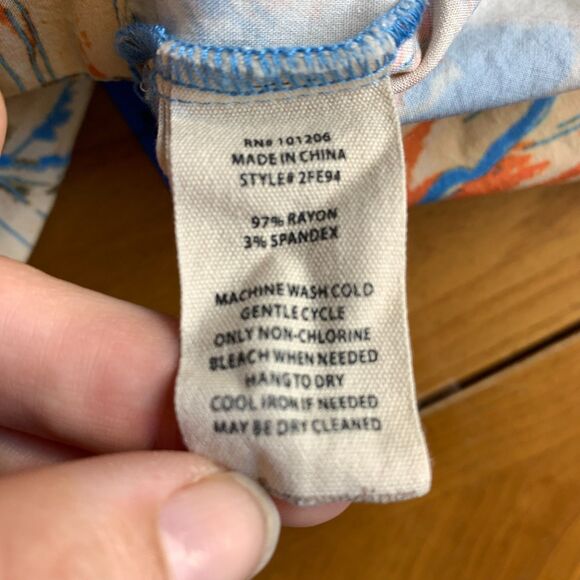 RN# 101206
MADE IN CHINA
STYLE# 2FE94
97% RAYON
3% SPANDEX
MACHINE WASH COLD
GENTLE CYCLE
ONLY NON-CHLORINE
BLEACH WHEN NEEDED
HANG TO DRY
COOL IRON IF NEEDED
MAY BE DRY CLEANED